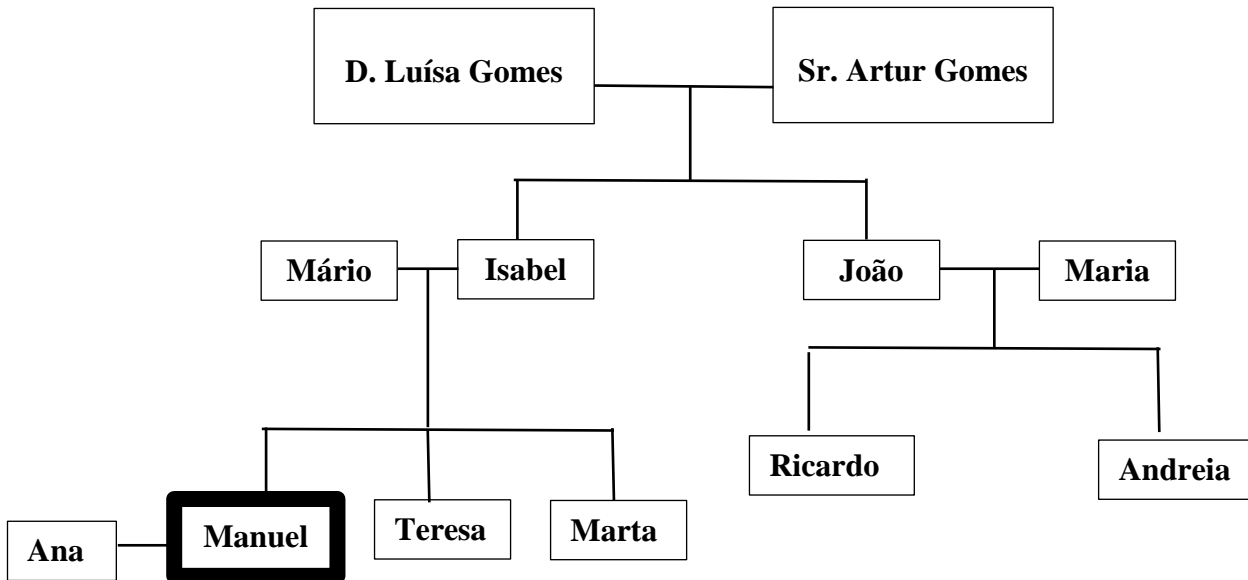 D. Luísa Gomes
Sr. Artur Gomes
Mário
Isabel
João
Maria
Ricardo
Andreia
Ana
Manuel
Teresa
Marta